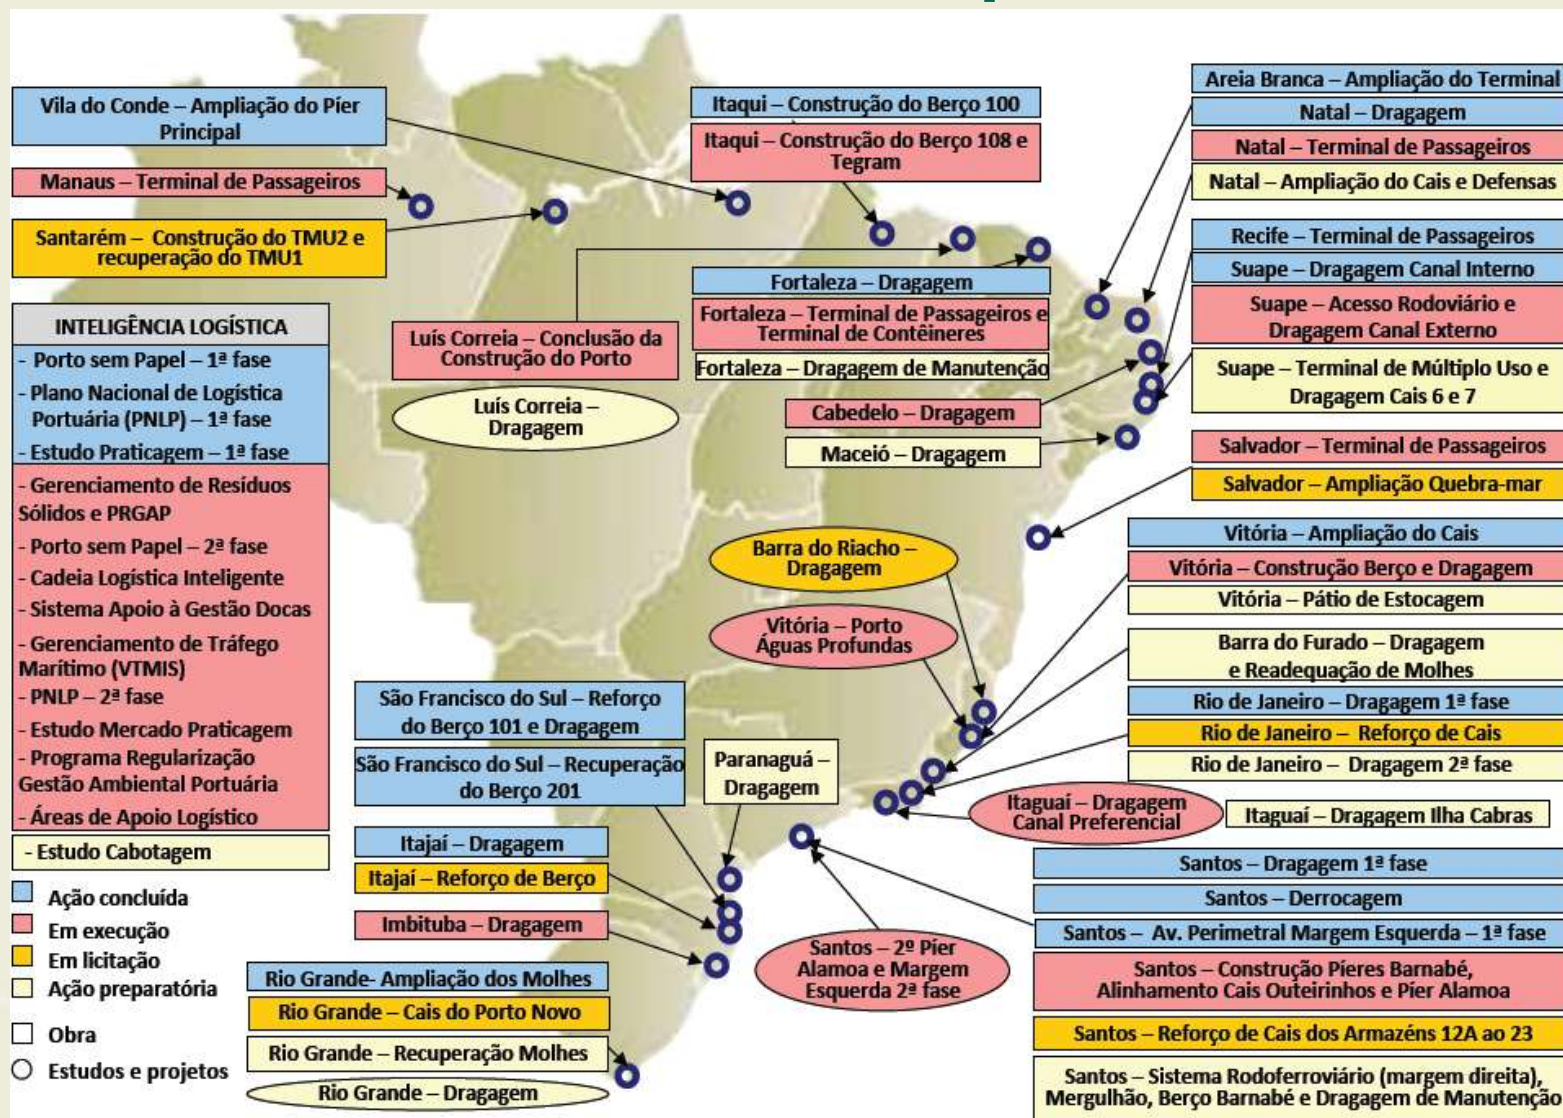 Vila do Conde – Ampliação do Píer
Principal
Manaus – Terminal de Passageiros
Santarém – Construção do TMU2 e
recuperação do TMU1
Itaqui – Construção do Berço 100
Itaqui – Construção do Berço 108 e
Tegram
Luís Correia – Conclusão da
Construção do Porto
Luís Correia –
Dragagem
Fortaleza – Dragagem
Fortaleza – Terminal de Passageiros e
Terminal de Contêineres
Fortaleza – Dragagem de Manutenção
Cabedelo – Dragagem
Maceió – Dragagem
Areia Branca – Ampliação do Terminal
Natal – Dragagem
Natal – Terminal de Passageiros
Natal – Ampliação do Cais e Defensas
Recife – Terminal de Passageiros
Suape – Dragagem Canal Interno
Suape – Acesso Rodoviário e
Dragagem Canal Externo
Suape – Terminal de Múltiplo Uso e
Dragagem Cais 6 e 7
Salvador – Terminal de Passageiros
Salvador – Ampliação Quebra-mar
INTELIGÊNCIA LOGÍSTICA
- Porto sem Papel – 1ª fase
- Plano Nacional de Logística
Portuária (PNLP) – 1ª fase
- Estudo Praticagem – 1ª fase
- Gerenciamento de Resíduos
Sólidos e PRGAP
- Porto sem Papel – 2ª fase
- Cadeia Logística Inteligente
- Sistema Apoio à Gestão Docas
- Gerenciamento de Tráfego
Marítimo (VTMIS)
- PNLP – 2ª fase
- Estudo Mercado Praticagem
- Programa Regularização
Gestão Ambiental Portuária
- Áreas de Apoio Logístico
- Estudo Cabotagem
Barra do Riacho –
Dragagem
Vitória – Porto
Águas Profundas
Vitória – Ampliação do Cais
Vitória – Construção Berço e Dragagem
Vitória – Pátio de Estocagem
Barra do Furado – Dragagem
e Readequação de Molhes
Rio de Janeiro – Dragagem 1ª fase
Rio de Janeiro – Reforço de Cais
Rio de Janeiro – Dragagem 2ª fase
Itaguaí – Dragagem
Canal Preferencial
Itaguaí – Dragagem Ilha Cabras
São Francisco do Sul – Reforço
do Berço 101 e Dragagem
São Francisco do Sul – Recuperação
do Berço 201
Paranaguá –
Dragagem
Itajaí – Dragagem
Itajaí – Reforço de Berço
Imbituba – Dragagem
Santos – 2º Píer
Alamoa e Margem
Esquerda 2ª fase
Santos – Dragagem 1ª fase
Santos – Derrocagem
Santos – Av. Perimetral Margem Esquerda – 1ª fase
Santos – Construção Píeres Barnabé,
Alinhamento Cais Outeirinhos e Píer Alamoa
Santos – Reforço de Cais dos Armazéns 12A ao 23
Santos – Sistema Rodoferroviário (margem direita),
Mergulhão, Berço Barnabé e Dragagem de Manutenção
Rio Grande- Ampliação dos Molhes
Rio Grande – Cais do Porto Novo
Rio Grande – Recuperação Molhes
Rio Grande – Dragagem
Ação concluída
Em execução
Em licitação
Ação preparatória
Obra
Estudos e projetos